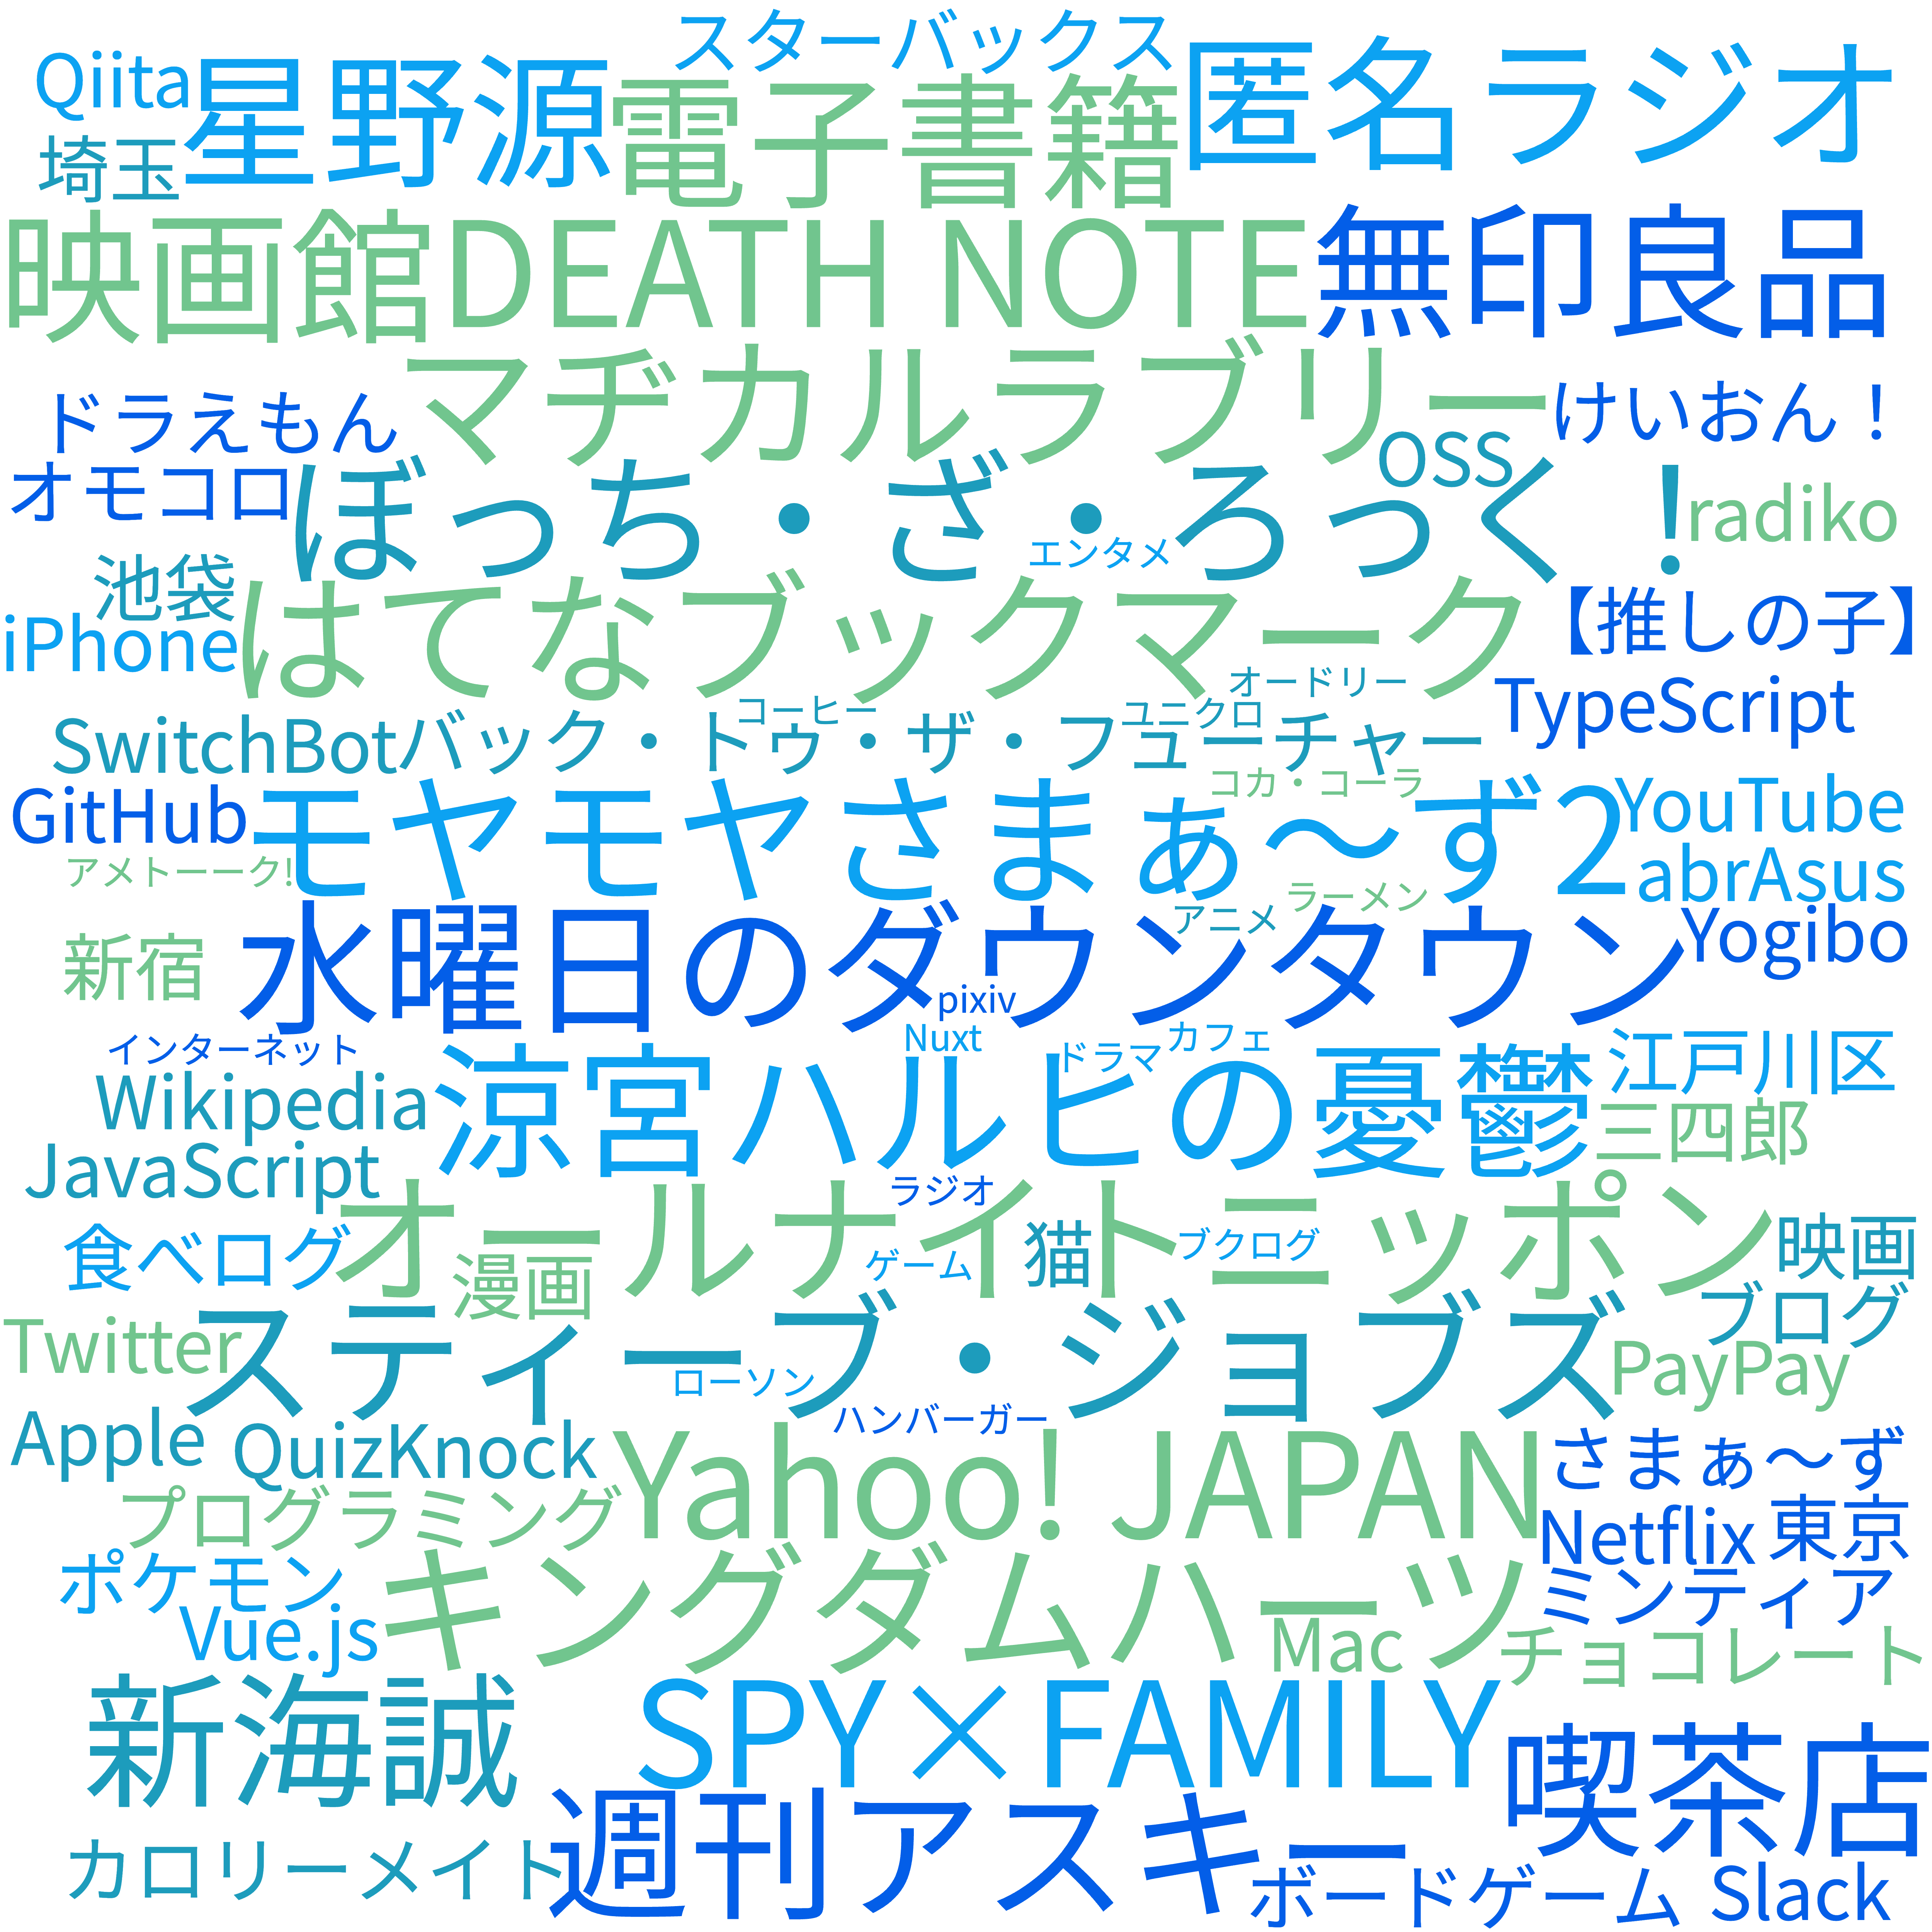 スターバックス
Qiita
星野源
電子書籍
匿名ラジオ
埼玉
映画館
DEATH NOTE
無印良品
マヂカルラブリー
ドラえもん
けいおん！
OSS
オモコロ
ぼっち・ざ・ろっく！
radiko
エンタメ
池袋
はてなブックマーク
【推しの子】
iPhone
オードリー
TypeScript
コーヒー
ユニクロ
SwitchBot
バック・トゥ・ザ・フューチャー
コカ・コーラ
GitHub
モヤモヤさまぁ〜ず2
YouTube
アメトーーク!
abrAsus
ラーメン
アニメ
水曜日のダウンタウン
Yogibo
新宿
pixiv
インターネット
Nuxt
ドラマ
カフェ
江戸川区
Wikipedia
涼宮ハルヒの憂鬱
三四郎
JavaScript
ラジオ
オールナイトニッポン
食べログ
漫画
ゲーム
猫
ブクログ
映画
ブログ
Twitter
スティーブ・ジョブズ
PayPay
ローソン
ハンバーガー
Apple
QuizKnock
Yahoo! JAPAN
さまぁ〜ず
プログラミング
Netflix
東京
ポケモン
キングダムハーツ
ミンティア
Vue.js
Mac
チョコレート
新海誠
SPY×FAMILY
喫茶店
週刊アスキー
カロリーメイト
ボードゲーム
Slack